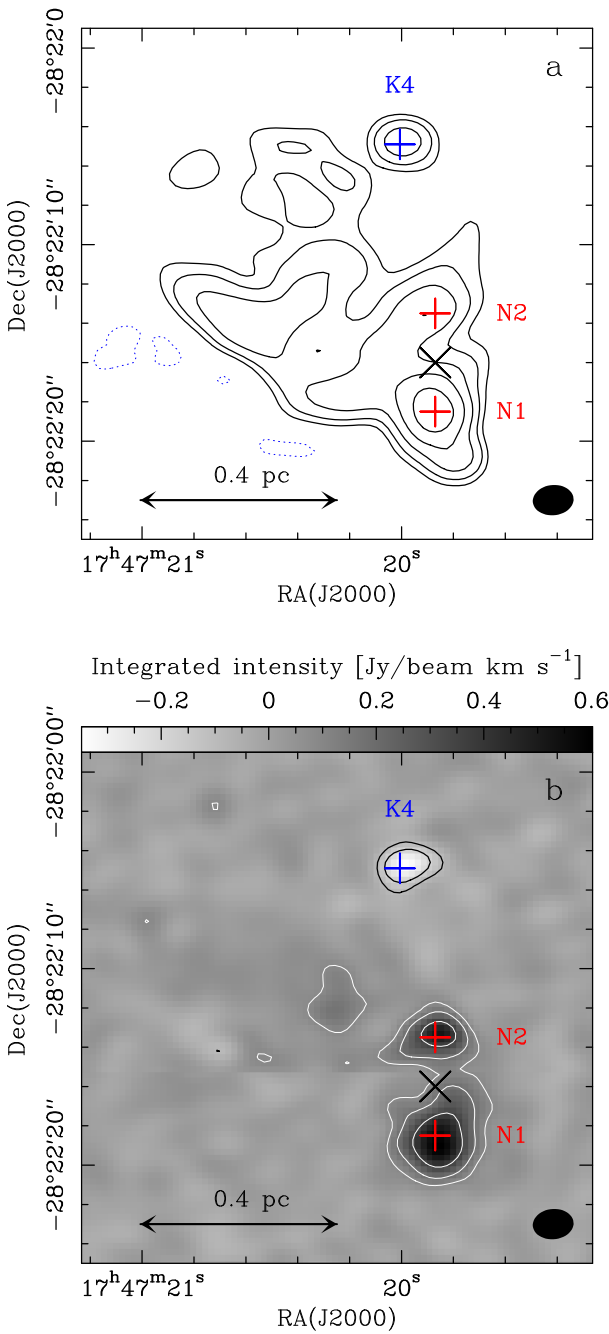 a
K4
N2
N1
0.4 pc
−28°22'0
−28°22'10"
−28°22'20"
Dec(J2000)
17ʰ47ᵐ21ˢ 20ˢ
RA(J2000)
Integrated intensity [Jy/beam km s⁻¹]
−0.2 0 0.2 0.4 0.6
b
K4
N2
N1
0.4 pc
−28°22'00"
−28°22'10"
−28°22'20"
Dec(J2000)
17ʰ47ᵐ21ˢ 20ˢ
RA(J2000)